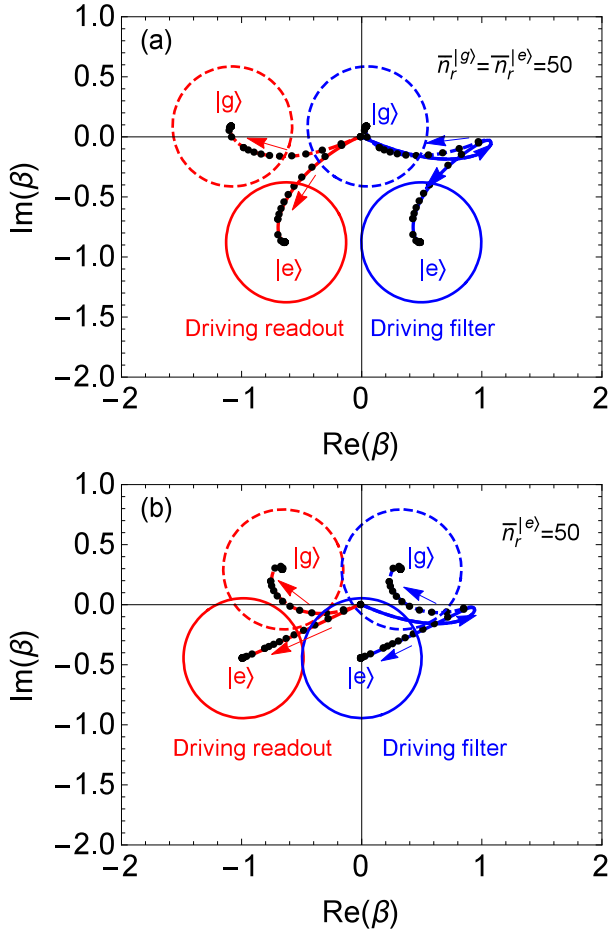 (a)
n̅ᵣ^|g⟩=n̅ᵣ^|e⟩=50
1.0
0.5
0.0
−0.5
−1.0
−1.5
−2.0
|g⟩
|g⟩
|e⟩
|e⟩
Driving readout
Driving filter
Im(β)
−2
−1
0
1
2
Re(β)
(b)
n̅ᵣ^|e⟩=50
1.0
0.5
0.0
−0.5
−1.0
−1.5
−2.0
|g⟩
|g⟩
|e⟩
|e⟩
Driving readout
Driving filter
Im(β)
−2
−1
0
1
2
Re(β)